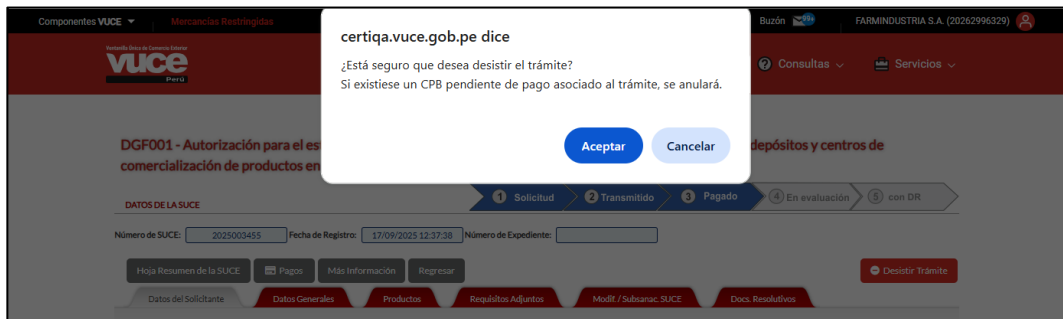 Componentes VUCE
Mercancías Restringidas
Buzón 99+
FARMINDUSTRIA S.A. (20262996329)
certiqa.vuce.gob.pe dice
¿Está seguro que desea desistir el trámite?
Si existiese un CPB pendiente de pago asociado al trámite, se anulará.
Aceptar Cancelar
Ventanilla Única de Comercio Exterior
vuce
Perú
Consultas
Servicios
DGF001 - Autorización para el es depósitos y centros de
comercialización de productos en
DATOS DE LA SUCE
1 Solicitud 2 Transmitido 3 Pagado 4 En evaluación 5 con DR
Número de SUCE: 2025003455 Fecha de Registro: 17/09/2025 12:37:38 Número de Expediente:
Hoja Resumen de la SUCE Pagos Más Información Regresar Desistir Trámite
Datos del Solicitante Datos Generales Productos Requisitos Adjuntos Modif./ Subsanac. SUCE Docs. Resolutivos